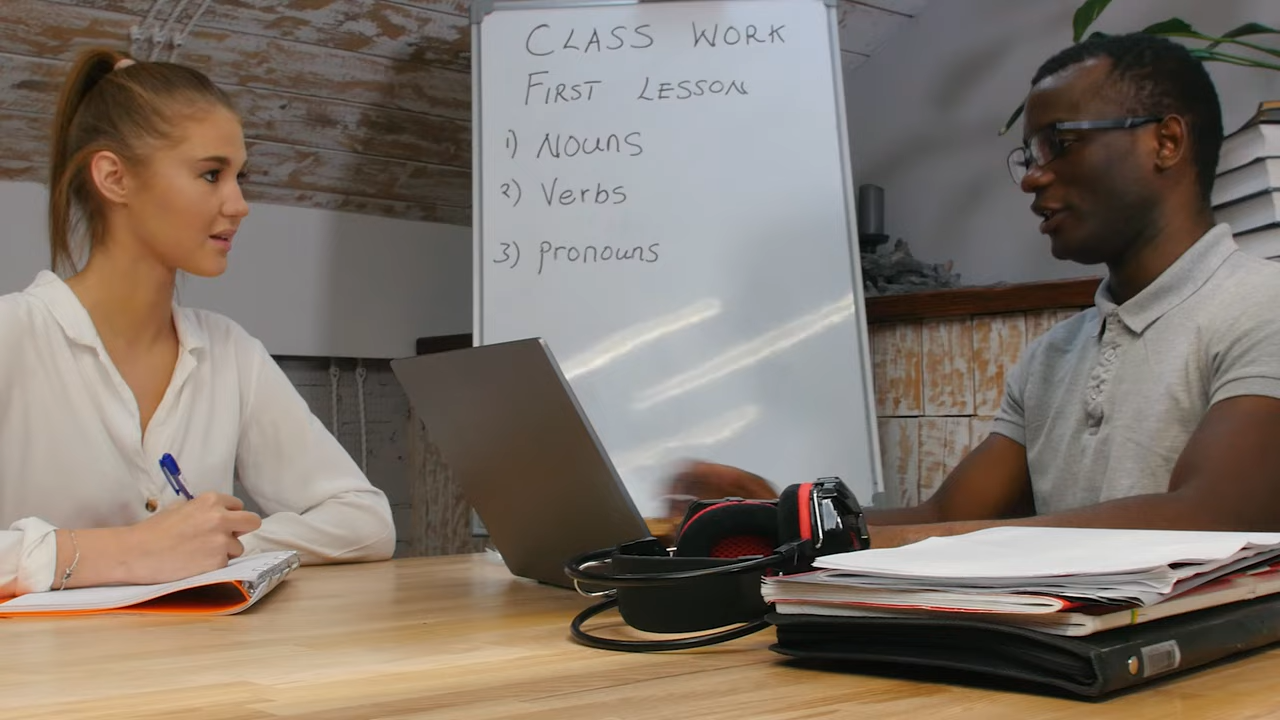 CLASS WORK
FIRST LESSON
1) Nouns
2) Verbs
3) Pronouns